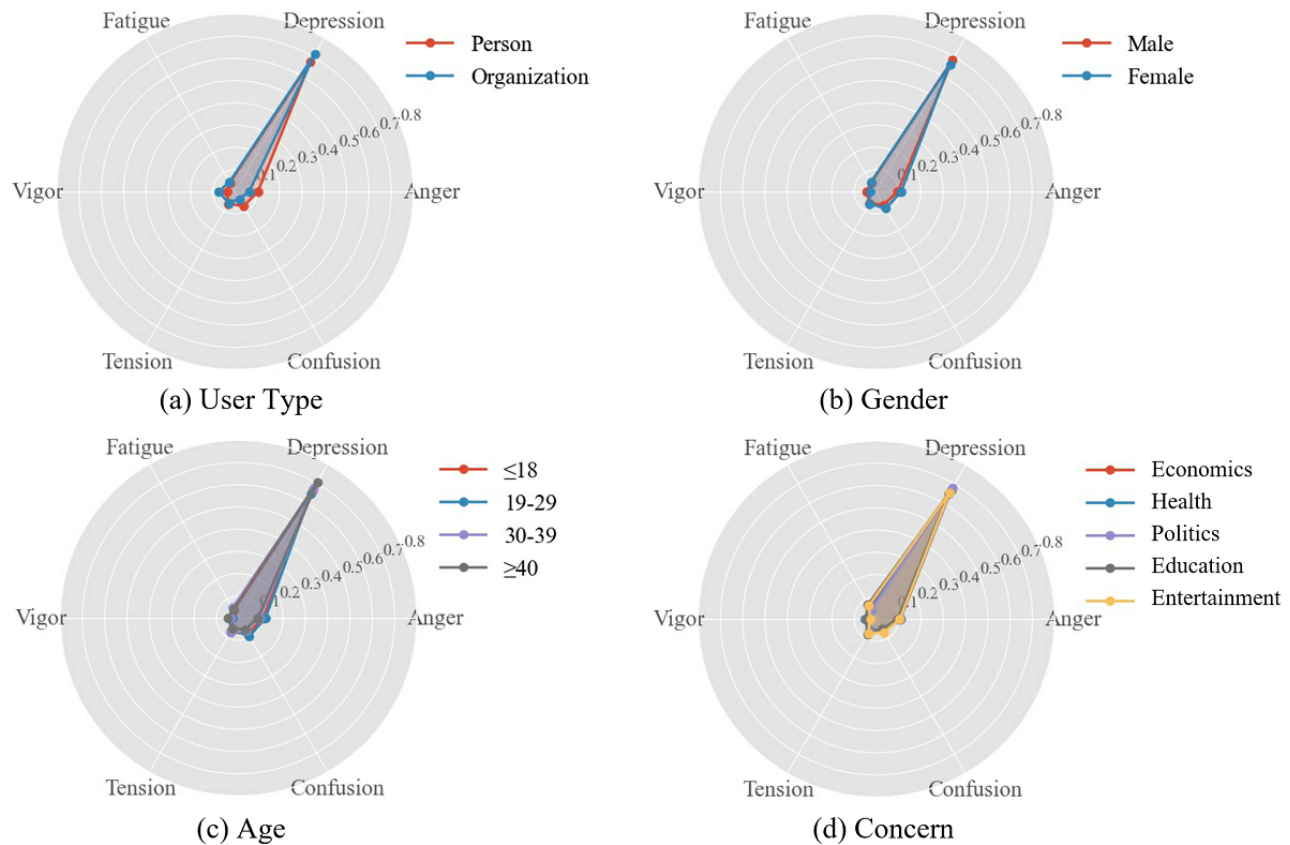 Fatigue
Depression
Person
Organization
0.8
0.7
0.6
0.5
0.4
0.3
0.2
0.1
Vigor
Anger
Tension
Confusion
(a) User Type
Fatigue
Depression
Male
Female
0.8
0.7
0.6
0.5
0.4
0.3
0.2
0.1
Vigor
Anger
Tension
Confusion
(b) Gender
Fatigue
Depression
≤18
19-29
30-39
≥40
0.8
0.7
0.6
0.5
0.4
0.3
0.2
0.1
Vigor
Anger
Tension
Confusion
(c) Age
Fatigue
Depression
Economics
Health
Politics
Education
Entertainment
0.8
0.7
0.6
0.5
0.4
0.3
0.2
0.1
Vigor
Anger
Tension
Confusion
(d) Concern